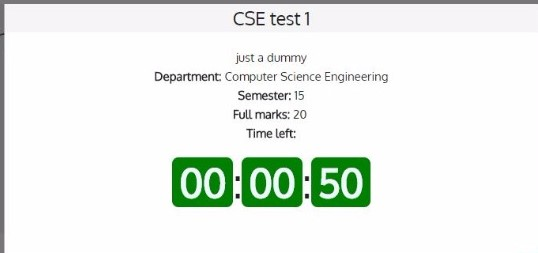 CSE test 1
just a dummy
Department: Computer Science Engineering
Semester: 15
Full marks: 20
Time left:
00:00:50